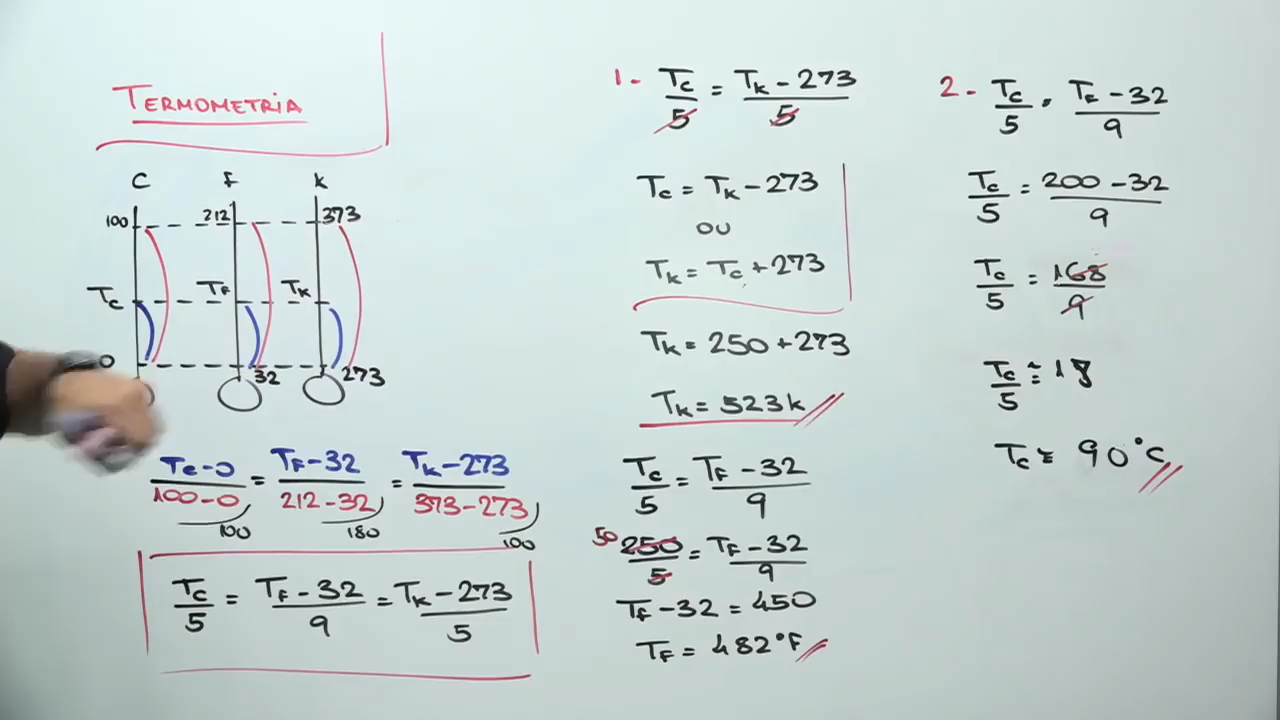 TERMOMETRIA
C F K
100 212 373
Tc TF TK
0 32 273
Tc-0/100-0 = TF-32/212-32 = TK-273/373-273
100 180 100
Tc/5 = TF-32/9 = TK-273/5
1- Tc/5 = TK-273/5
Tc = TK-273
OU
TK = Tc+273
TK = 250+273
TK = 523K
Tc/5 = TF-32/9
50 250/5 = TF-32/9
TF-32 = 450
TF = 482°F
2- Tc/5 = TF-32/9
Tc/5 = 200-32/9
Tc/5 = 168/9
Tc/5 ≅ 18
Tc ≅ 90°C